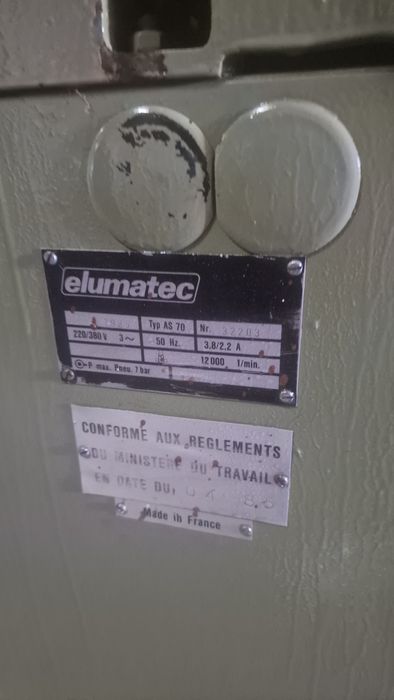 elumatec
Typ AS 70 Nr. 32203
220/380 V 3~ 50 Hz. 3.8/2.2 A
12000 1/min.
P max. Pneu. 7 bar
CONFORME AUX REGLEMENTS
DU MINISTERE DU TRAVAIL
EN DATE DU,
Made in France